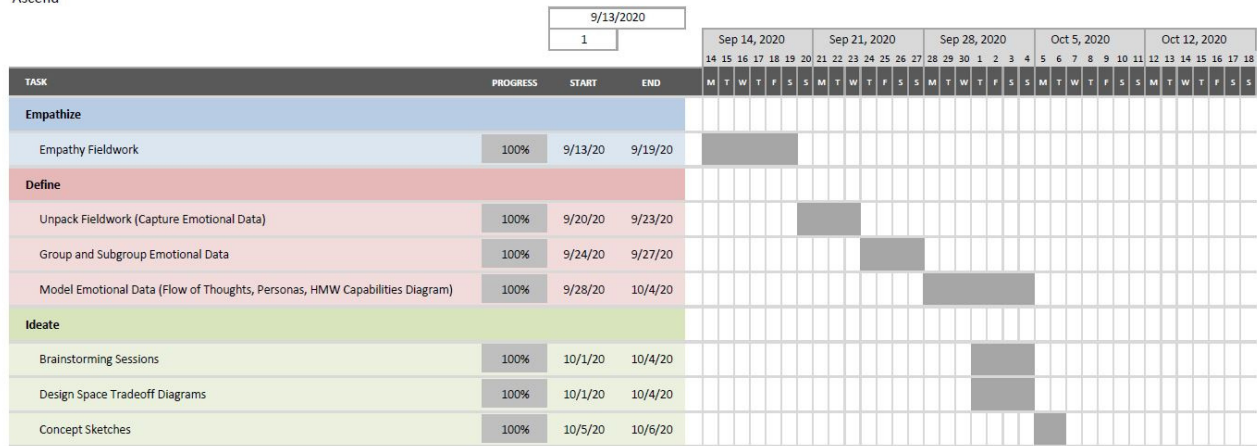 Ascend
9/13/2020
1
Sep 14, 2020 Sep 21, 2020 Sep 28, 2020 Oct 5, 2020 Oct 12, 2020
14 15 16 17 18 19 20 21 22 23 24 25 26 27 28 29 30 1 2 3 4 5 6 7 8 9 10 11 12 13 14 15 16 17 18
TASK PROGRESS START END M T W T F S S M T W T F S S M T W T F S S M T W T F S S M T W T F S S
Empathize
Empathy Fieldwork 100% 9/13/20 9/19/20
Define
Unpack Fieldwork (Capture Emotional Data) 100% 9/20/20 9/23/20
Group and Subgroup Emotional Data 100% 9/24/20 9/27/20
Model Emotional Data (Flow of Thoughts, Personas, HMW Capabilities Diagram) 100% 9/28/20 10/4/20
Ideate
Brainstorming Sessions 100% 10/1/20 10/4/20
Design Space Tradeoff Diagrams 100% 10/1/20 10/4/20
Concept Sketches 100% 10/5/20 10/6/20